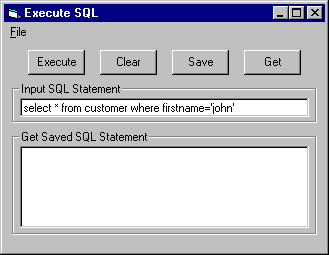 Execute SQL
File
Execute Clear Save Get
Input SQL Statement
select * from customer where firstname='john'
Get Saved SQL Statement